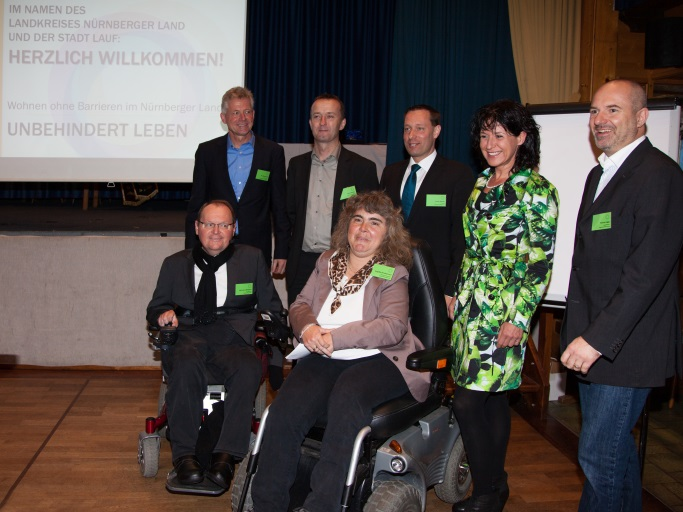 IM NAMEN DES
LANDKREISES NÜRNBERGER LAND
UND DER STADT LAUF:
HERZLICH WILLKOMMEN!
Wohnen ohne Barrieren im Nürnberger Land
UNBEHINDERT LEBEN